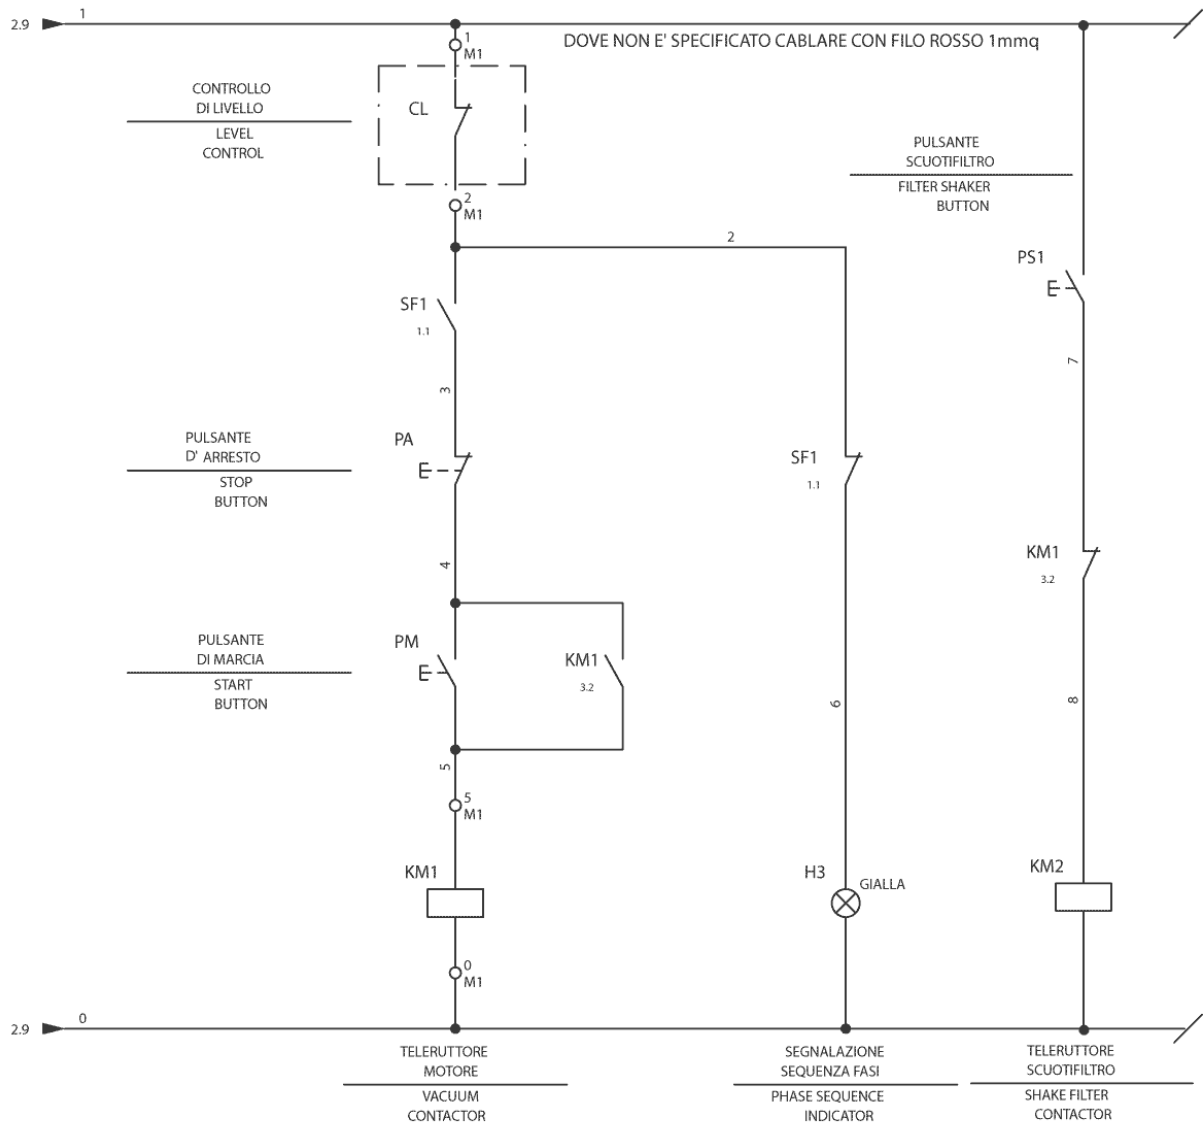 2.9
1
DOVE NON E' SPECIFICATO CABLARE CON FILO ROSSO 1mmq
1
M1
CONTROLLO
DI LIVELLO
LEVEL
CONTROL
CL
2
M1
2
PULSANTE
SCUOTIFILTRO
FILTER SHAKER
BUTTON
PS1
SF1
1.1
3
7
PULSANTE
D' ARRESTO
STOP
BUTTON
PA
SF1
1.1
4
KM1
3.2
PULSANTE
DI MARCIA
START
BUTTON
PM
KM1
3.2
6
8
5
5
M1
KM1
H3
GIALLA
KM2
0
M1
2.9
0
TELERUTTORE
MOTORE
VACUUM
CONTACTOR
SEGNALAZIONE
SEQUENZA FASI
PHASE SEQUENCE
INDICATOR
TELERUTTORE
SCUOTIFILTRO
SHAKE FILTER
CONTACTOR